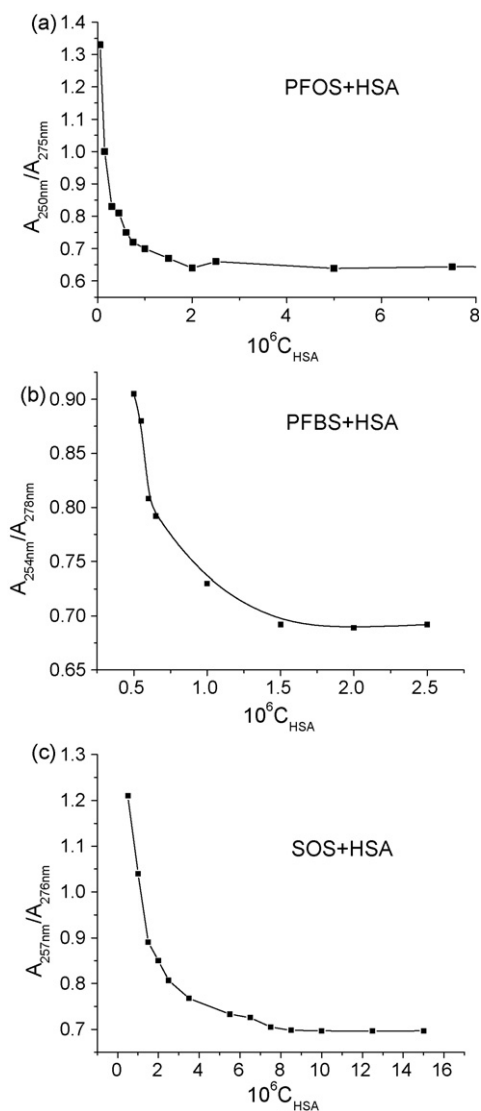 (a)
PFOS+HSA
A250nm/A275nm
1.4
1.3
1.2
1.1
1.0
0.9
0.8
0.7
0.6
0 2 4 6 8
10^6C_HSA
(b)
PFBS+HSA
A254nm/A278nm
0.90
0.85
0.80
0.75
0.70
0.65
0.5 1.0 1.5 2.0 2.5
10^6C_HSA
(c)
SOS+HSA
A257nm/A276nm
1.3
1.2
1.1
1.0
0.9
0.8
0.7
0 2 4 6 8 10 12 14 16
10^6C_HSA